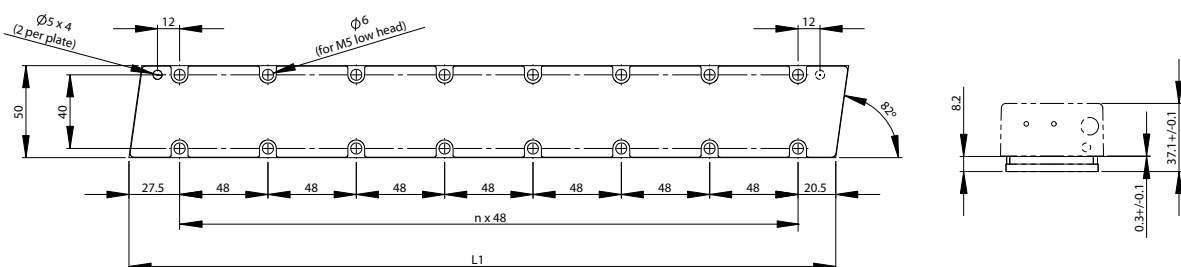 Ø5 x 4
(2 per plate)
12
Ø6
(for M5 low head)
12
50
40
82°
27.5
48
48
48
48
48
48
48
20.5
n x 48
L1
8.2
0.3+/-0.1
37.1+/-0.1